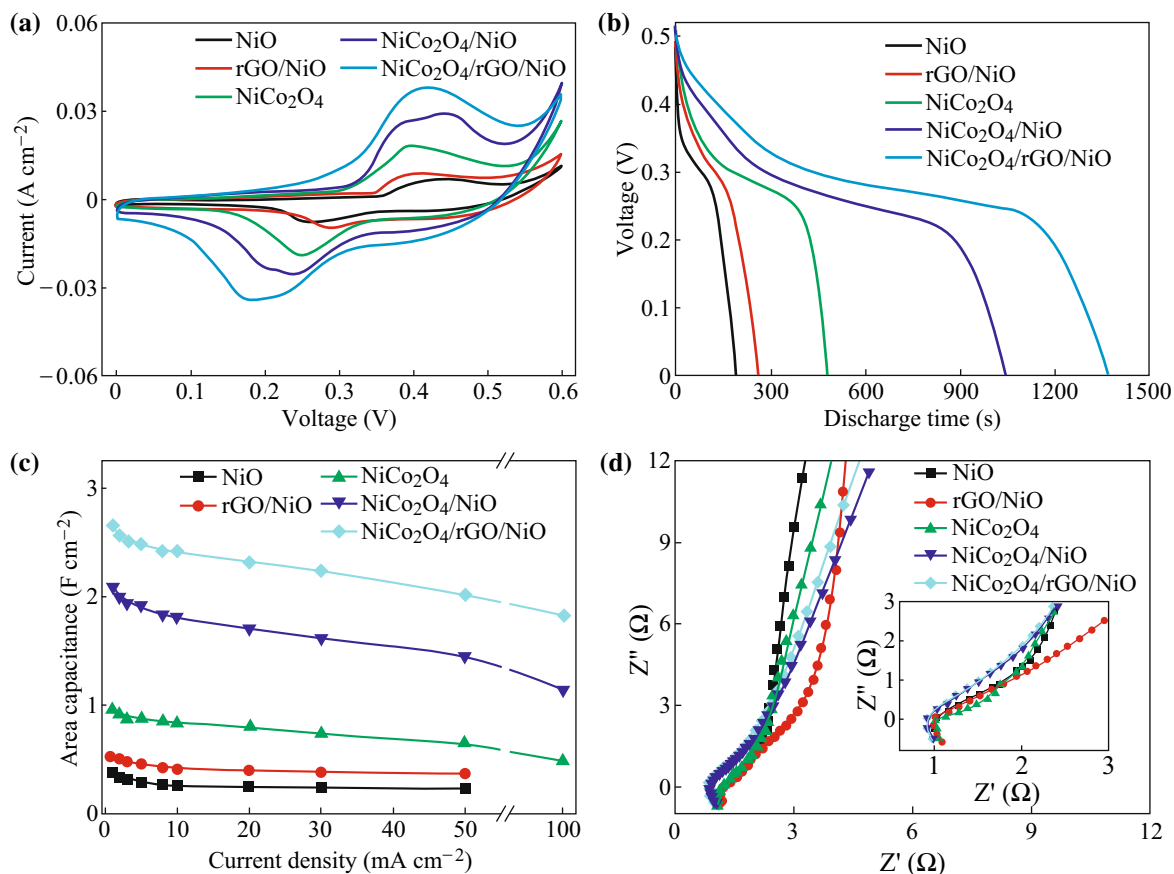 (a)
0.06
0.03
0
−0.03
−0.06
Current (A cm⁻²)
NiO
rGO/NiO
NiCo₂O₄
NiCo₂O₄/NiO
NiCo₂O₄/rGO/NiO
0 0.1 0.2 0.3 0.4 0.5 0.6
Voltage (V)
(b)
0.5
0.4
0.3
0.2
0.1
0
Voltage (V)
NiO
rGO/NiO
NiCo₂O₄
NiCo₂O₄/NiO
NiCo₂O₄/rGO/NiO
0 300 600 900 1200 1500
Discharge time (s)
(c)
3
2
1
0
Area capacitance (F cm⁻²)
NiO
rGO/NiO
NiCo₂O₄
NiCo₂O₄/NiO
NiCo₂O₄/rGO/NiO
0 10 20 30 40 50 100
Current density (mA cm⁻²)
(d)
12
9
6
3
0
Z″ (Ω)
NiO
rGO/NiO
NiCo₂O₄
NiCo₂O₄/NiO
NiCo₂O₄/rGO/NiO
3
2
1
0
Z″ (Ω)
1 2 3
Z′ (Ω)
0 3 6 9 12
Z′ (Ω)